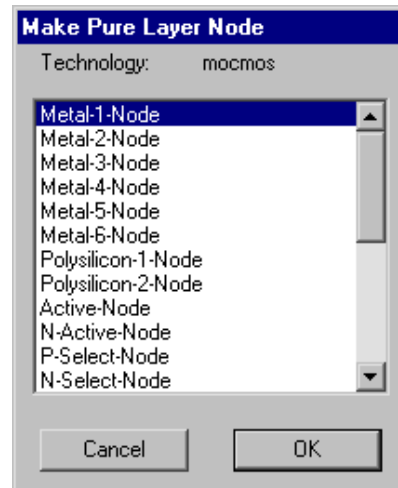 Make Pure Layer Node
Technology: mocmos
Metal-1-Node
Metal-2-Node
Metal-3-Node
Metal-4-Node
Metal-5-Node
Metal-6-Node
Polysilicon-1-Node
Polysilicon-2-Node
Active-Node
N-Active-Node
P-Select-Node
N-Select-Node
Cancel OK